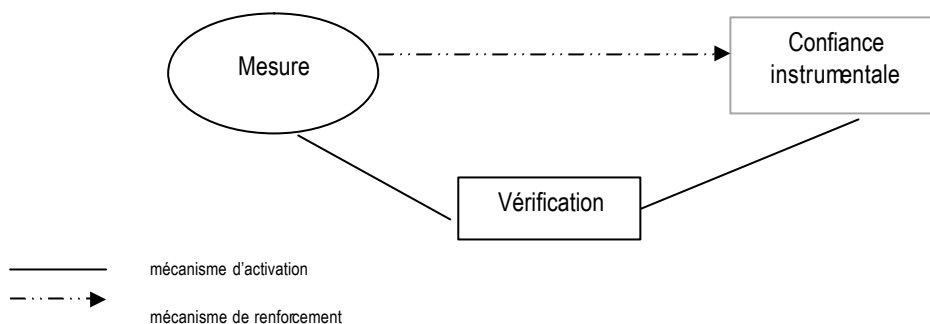 Mesure
Confiance
instrumentale
Vérification
mécanisme d'activation
mécanisme de renforcement